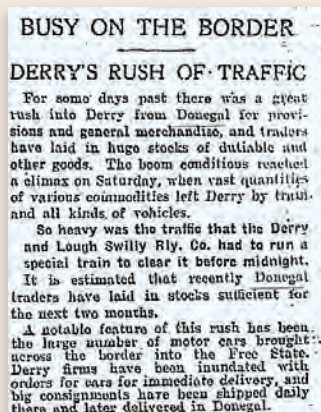 BUSY ON THE BORDER
DERRY'S RUSH OF TRAFFIC
For some days past there was a great
rush into Derry from Donegal for provi-
sions and general merchandise, and traders
have laid in huge stocks of dutiable and
other goods. The boom conditions reached
a climax on Saturday, when vast quantities
of various commodities left Derry by train
and all kinds of vehicles.
So heavy was the traffic that the Derry
and Lough Swilly Rly. Co. had to run a
special train to clear it before midnight.
It is estimated that recently Donegal
traders have laid in stocks sufficient for
the next two months.
A notable feature of this rush has been
the large number of motor cars brought
across the border into the Free State.
Derry firms have been inundated with
orders for cars for immediate delivery, and
big consignments have been shipped daily
there and later delivered in Donegal.